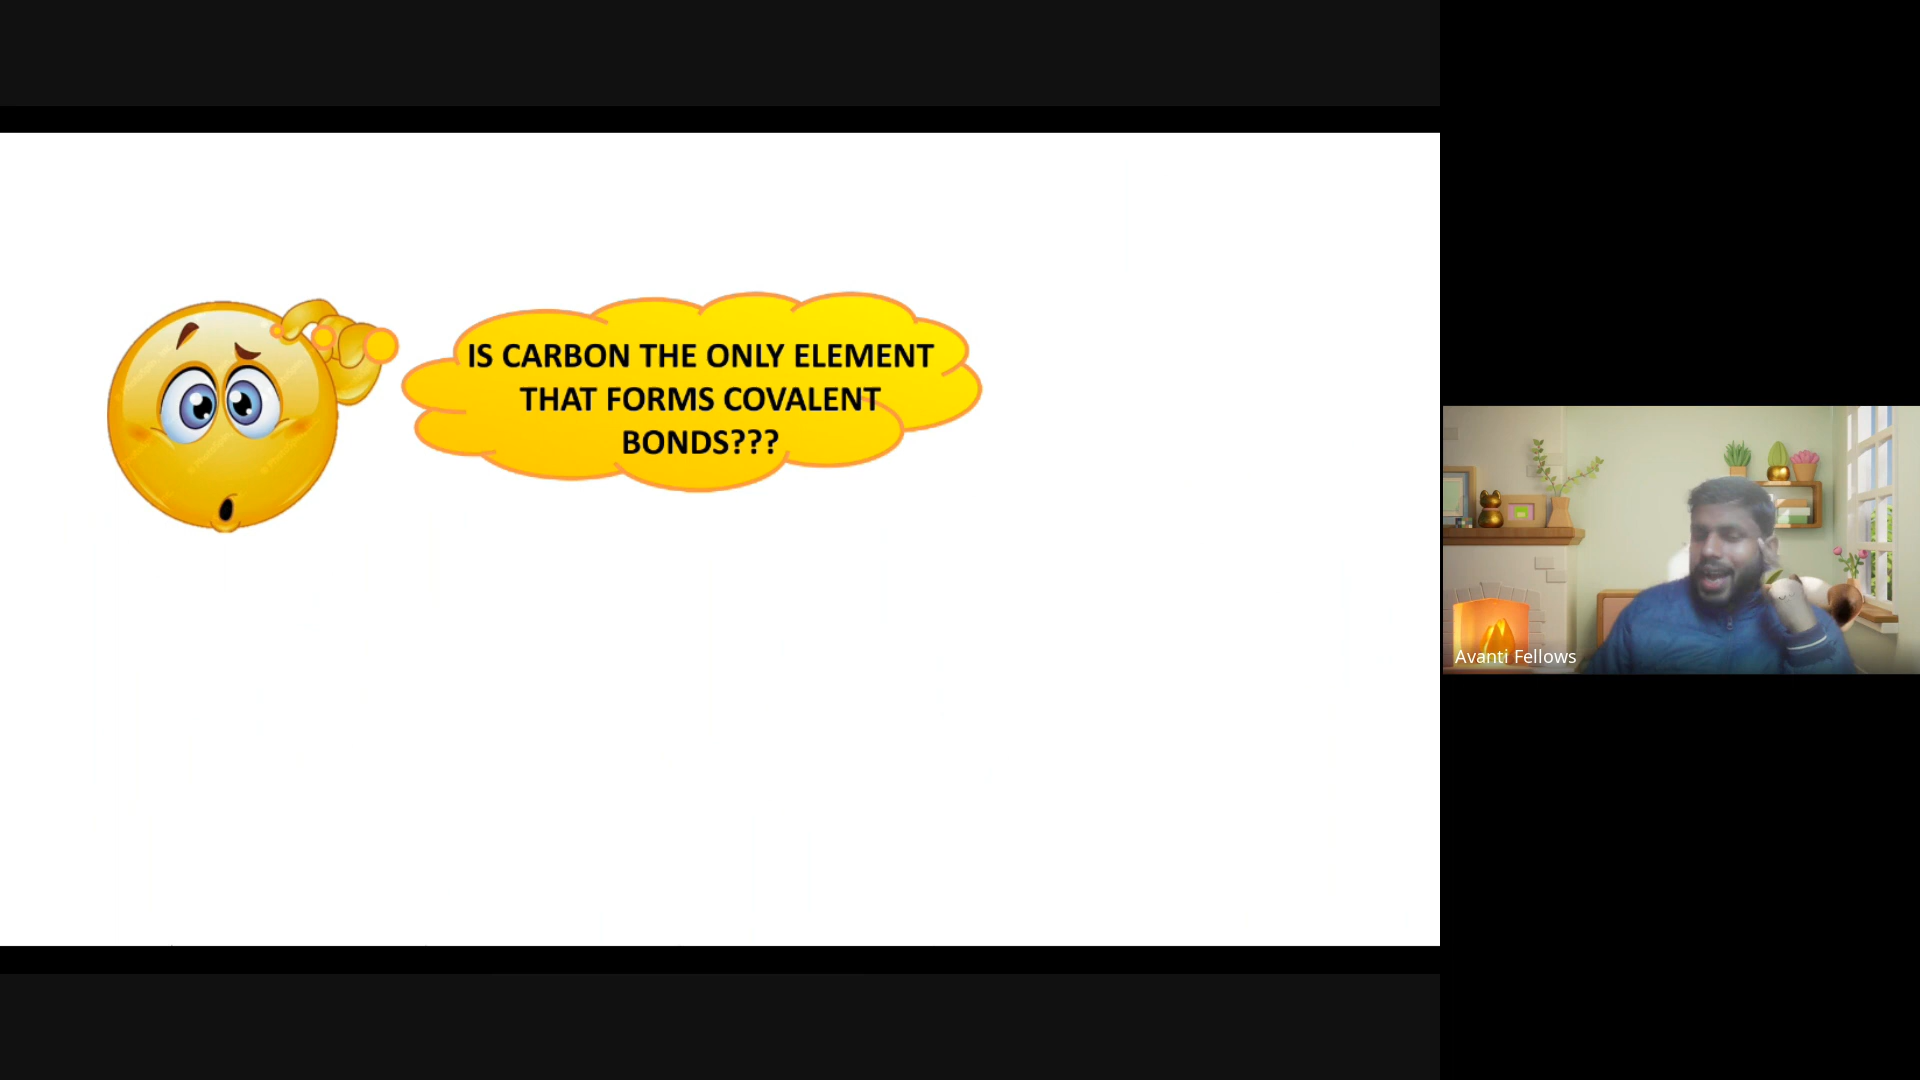 IS CARBON THE ONLY ELEMENT
THAT FORMS COVALENT
BONDS???
Avanti Fellows